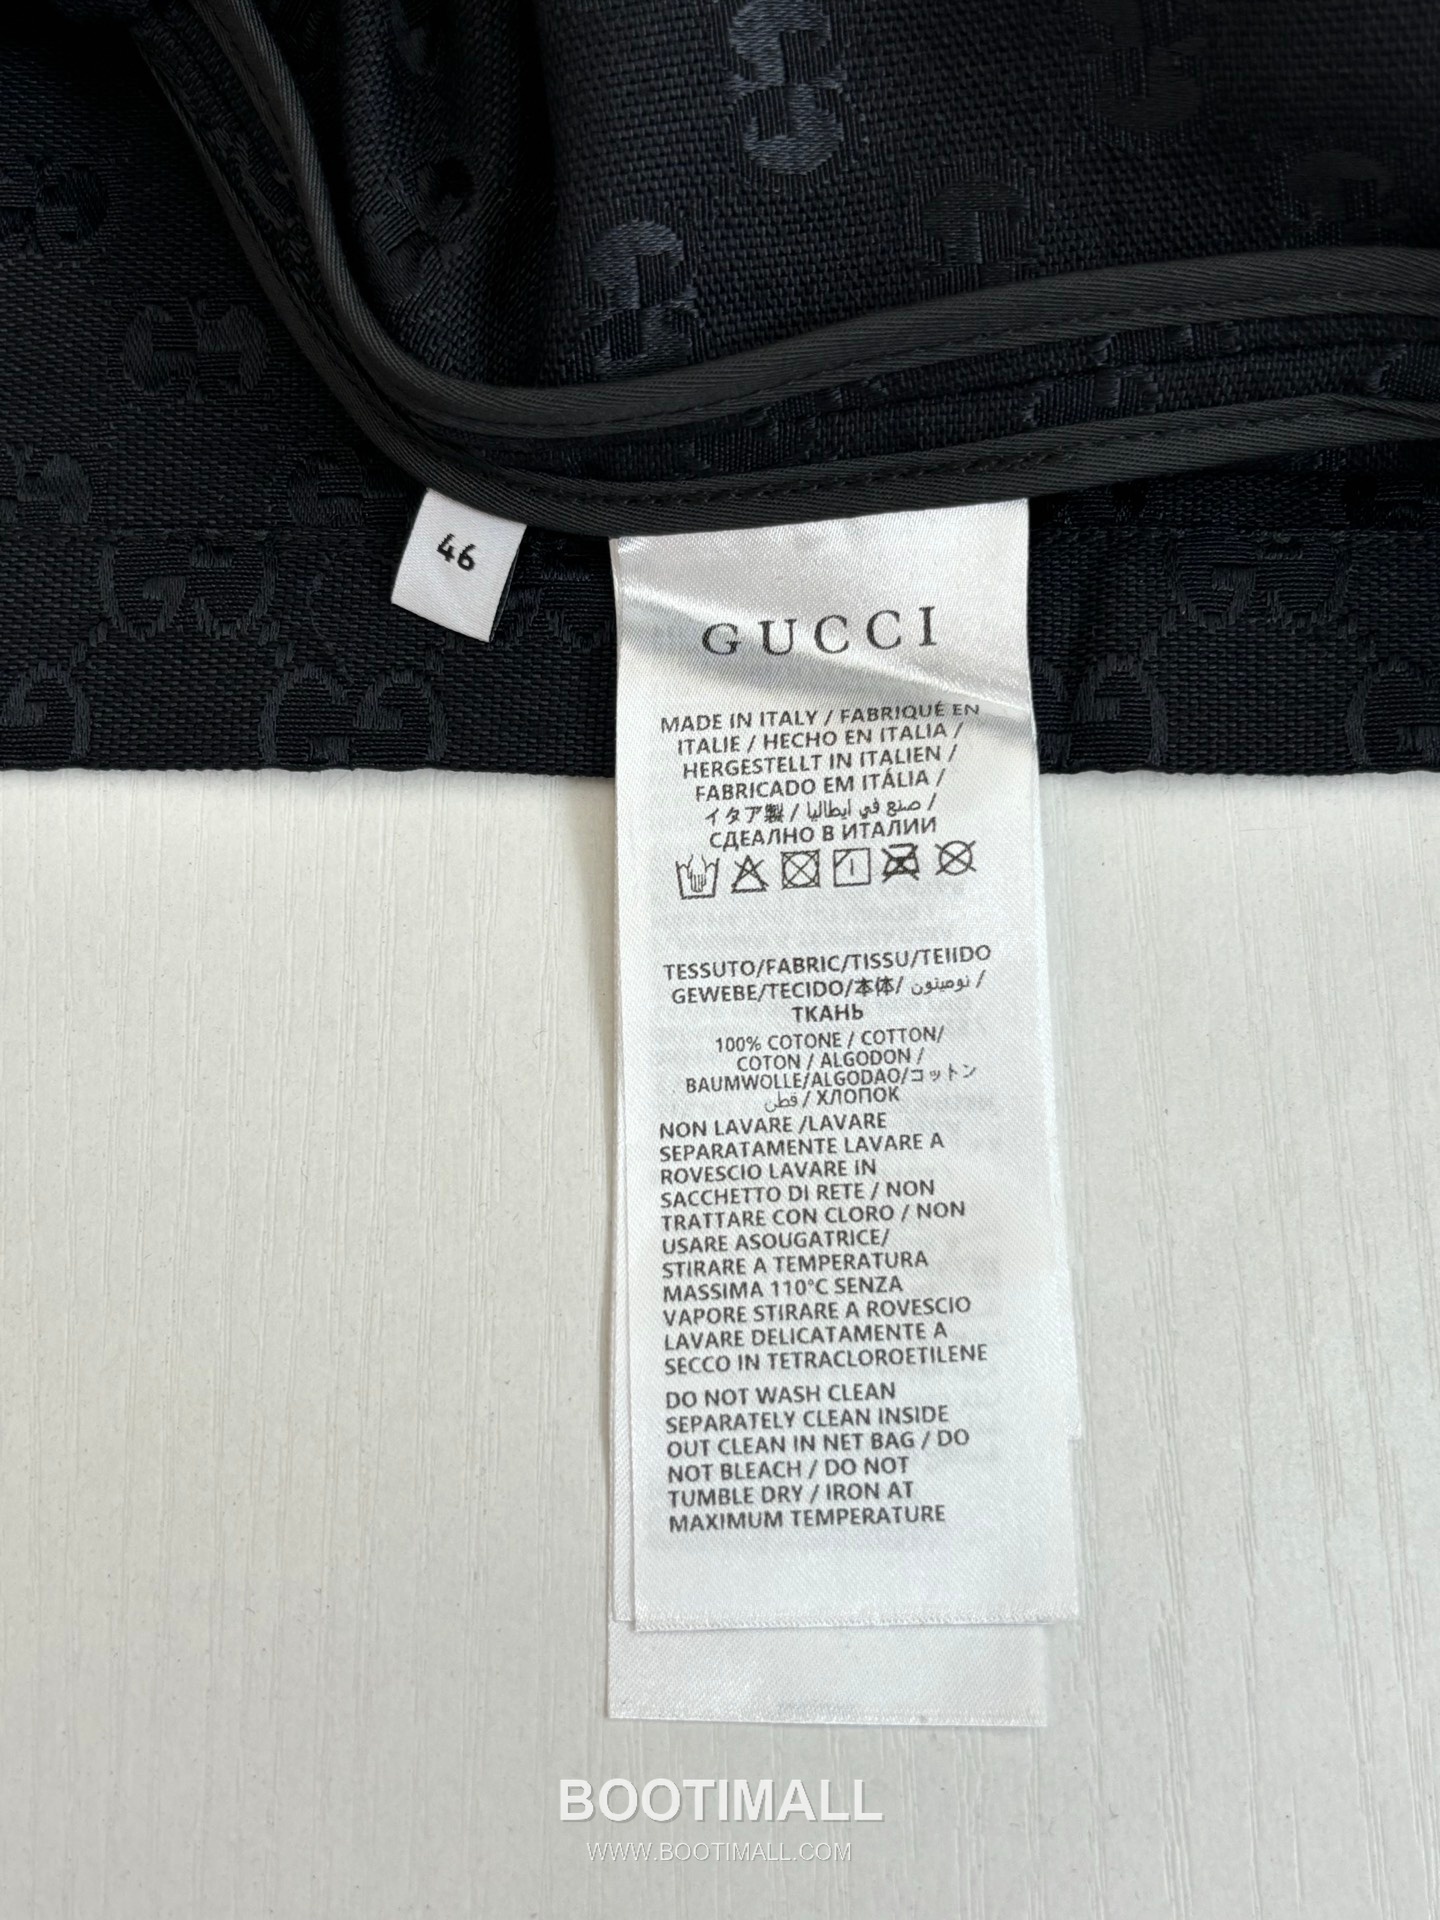 46
GUCCI
MADE IN ITALY / FABRIQUÉ EN
ITALIE / HECHO EN ITALIA /
HERGESTELLT IN ITALIEN /
FABRICADO EM ITÁLIA /
イタア製 / صنع في ايطاليا /
СДЕАЛНО В ИТАЛИИ
TESSUTO/FABRIC/TISSU/TEIIDO
GEWEBE/TECIDO/本体/ نوميتون /
ТКАНЬ
100% COTONE / COTTON/
COTON / ALGODON /
BAUMWOLLE/ALGODAO/コットン
قطن / ХЛОПОК
NON LAVARE /LAVARE
SEPARATAMENTE LAVARE A
ROVESCIO LAVARE IN
SACCHETTO DI RETE / NON
TRATTARE CON CLORO / NON
USARE ASOUGATRICE/
STIRARE A TEMPERATURA
MASSIMA 110°C SENZA
VAPORE STIRARE A ROVESCIO
LAVARE DELICATAMENTE A
SECCO IN TETRACLOROETILENE
DO NOT WASH CLEAN
SEPARATELY CLEAN INSIDE
OUT CLEAN IN NET BAG / DO
NOT BLEACH / DO NOT
TUMBLE DRY / IRON AT
MAXIMUM TEMPERATURE
BOOTIMALL
WWW.BOOTIMALL.COM